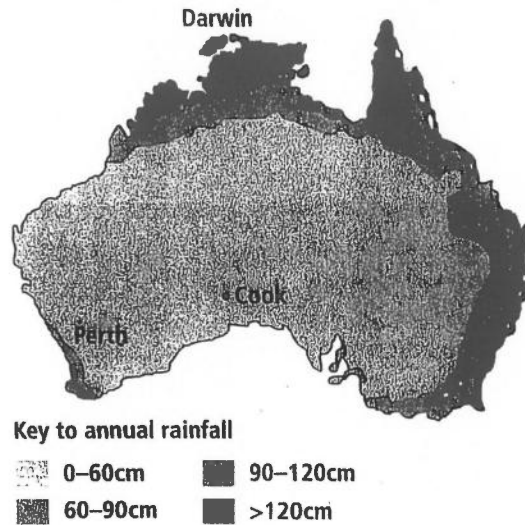 Darwin
Cook
Perth
Key to annual rainfall
0–60cm
90–120cm
60–90cm
>120cm